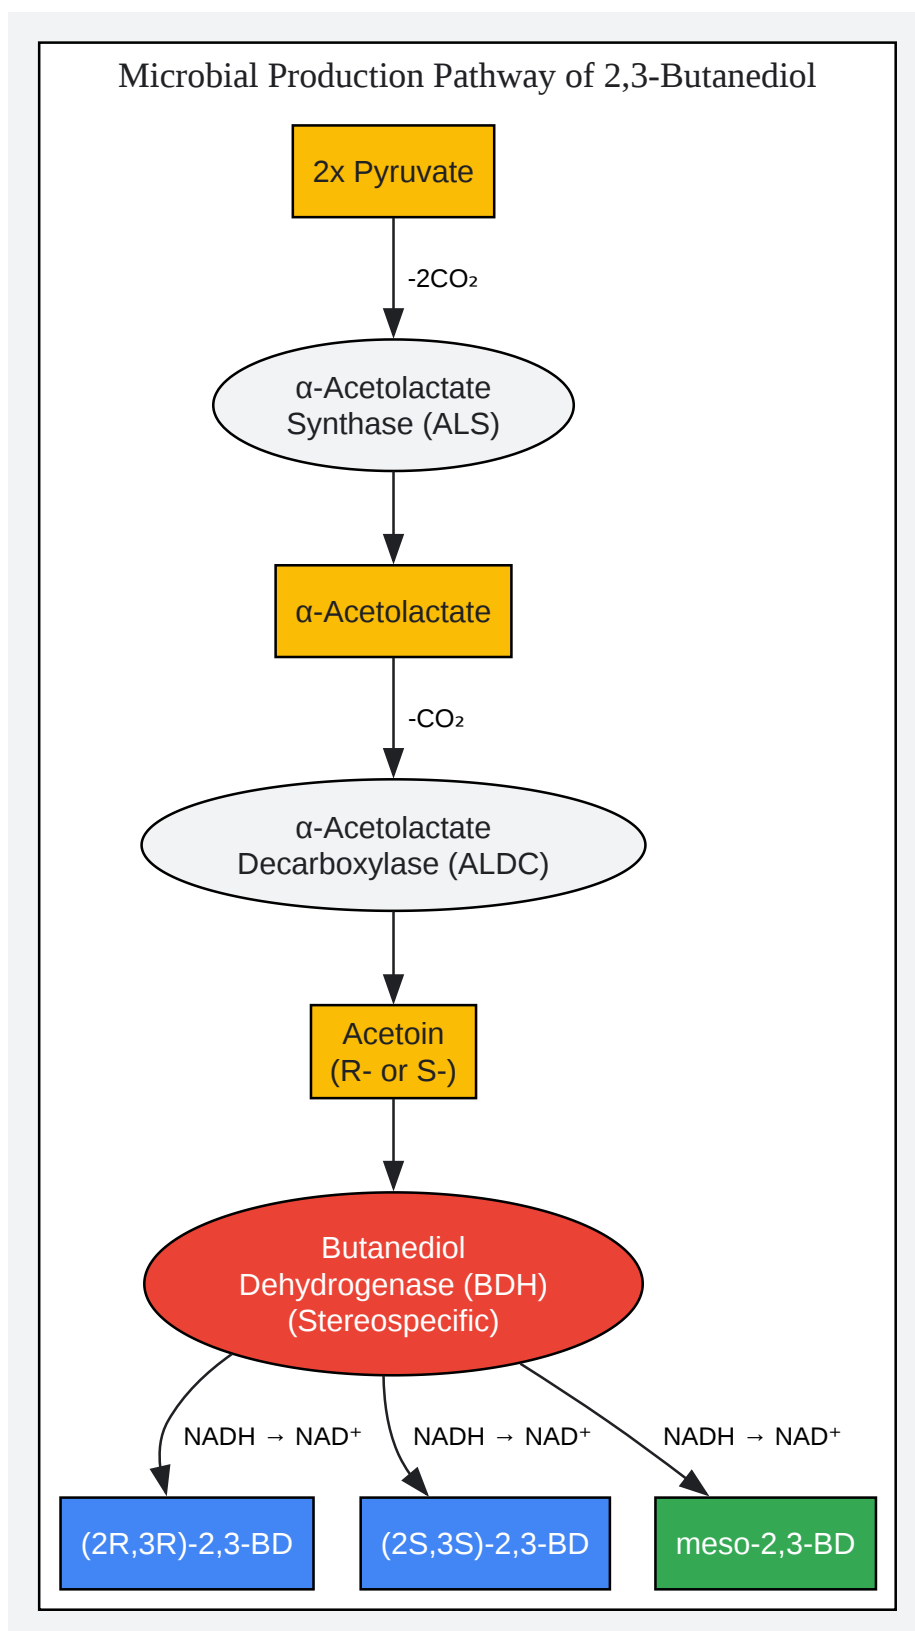 Microbial Production Pathway of 2,3-Butanediol
2x Pyruvate
-2CO₂
α-Acetolactate
Synthase (ALS)
α-Acetolactate
-CO₂
α-Acetolactate
Decarboxylase (ALDC)
Acetoin
(R- or S-)
Butanediol
Dehydrogenase (BDH)
(Stereospecific)
NADH → NAD⁺
NADH → NAD⁺
NADH → NAD⁺
(2R,3R)-2,3-BD
(2S,3S)-2,3-BD
meso-2,3-BD